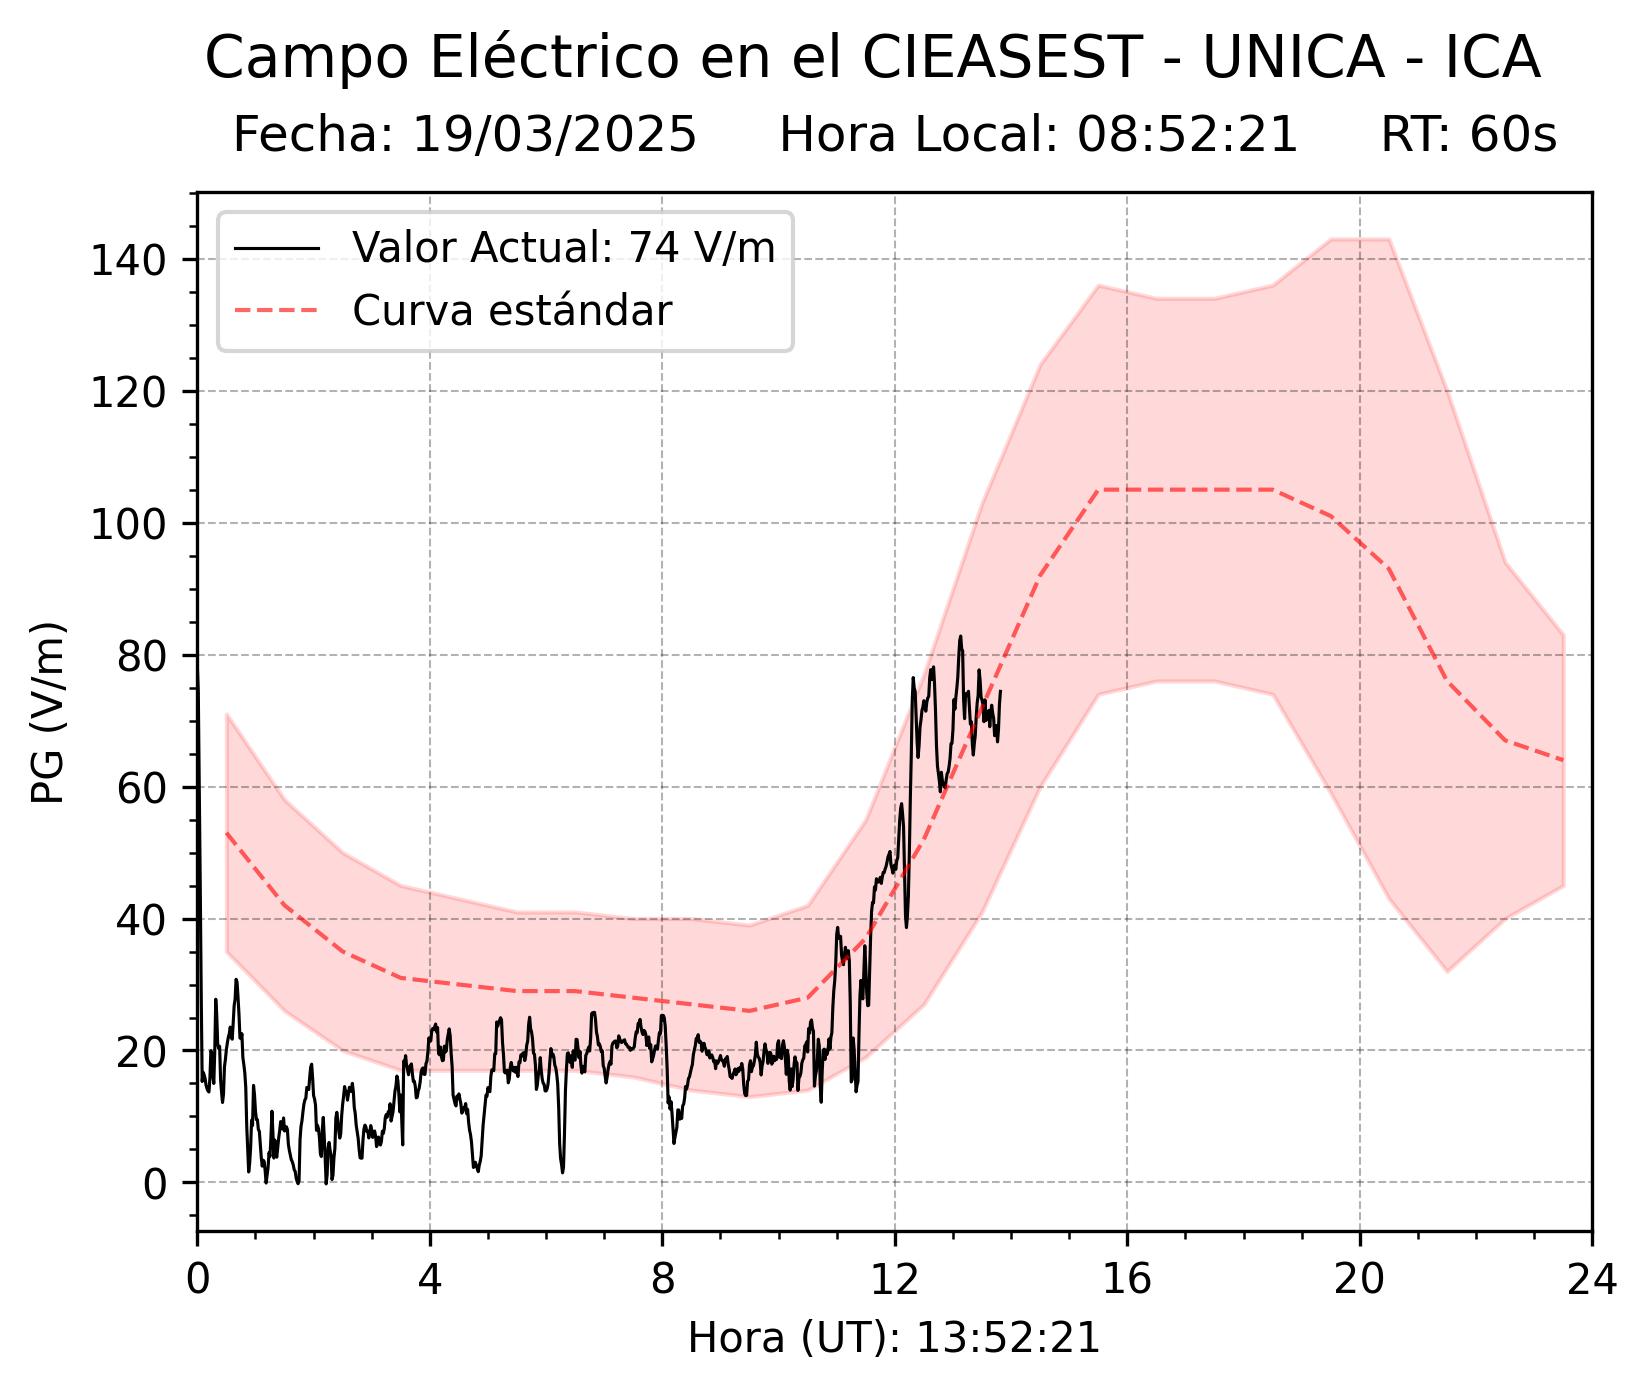 Campo Eléctrico en el CIEASEST - UNICA - ICA
Fecha: 19/03/2025 Hora Local: 08:52:21 RT: 60s
Valor Actual: 74 V/m
Curva estándar
PG (V/m)
140
120
100
80
60
40
20
0
0 4 8 12 16 20 24
Hora (UT): 13:52:21